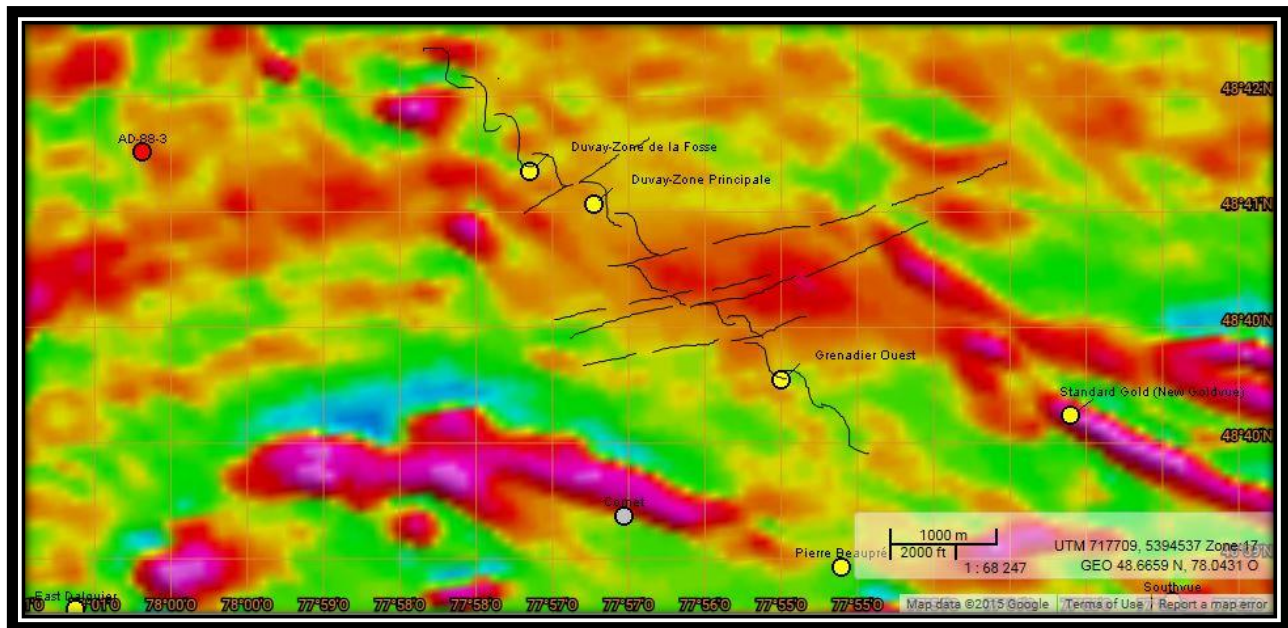 48°42'N
AD-88-3
Duvay-Zone de la Fosse
Duvay-Zone Principale
48°41'N
48°40'N
Grenadier Ouest
Standard Gold (New Goldvue)
48°40'N
Comet
1000 m
2000 ft
1 : 68 247
UTM 717709, 5394537 Zone:17
GEO 48.6659 N, 78.0431 O
48°39'N
Pierre Beaupré
East Dalquier
Southvue
78°00'O
78°00'O
77°59'O
77°58'O
77°58'O
77°57'O
77°57'O
77°56'O
77°55'O
77°55'O
Map data ©2015 Google
Terms of Use
Report a map error